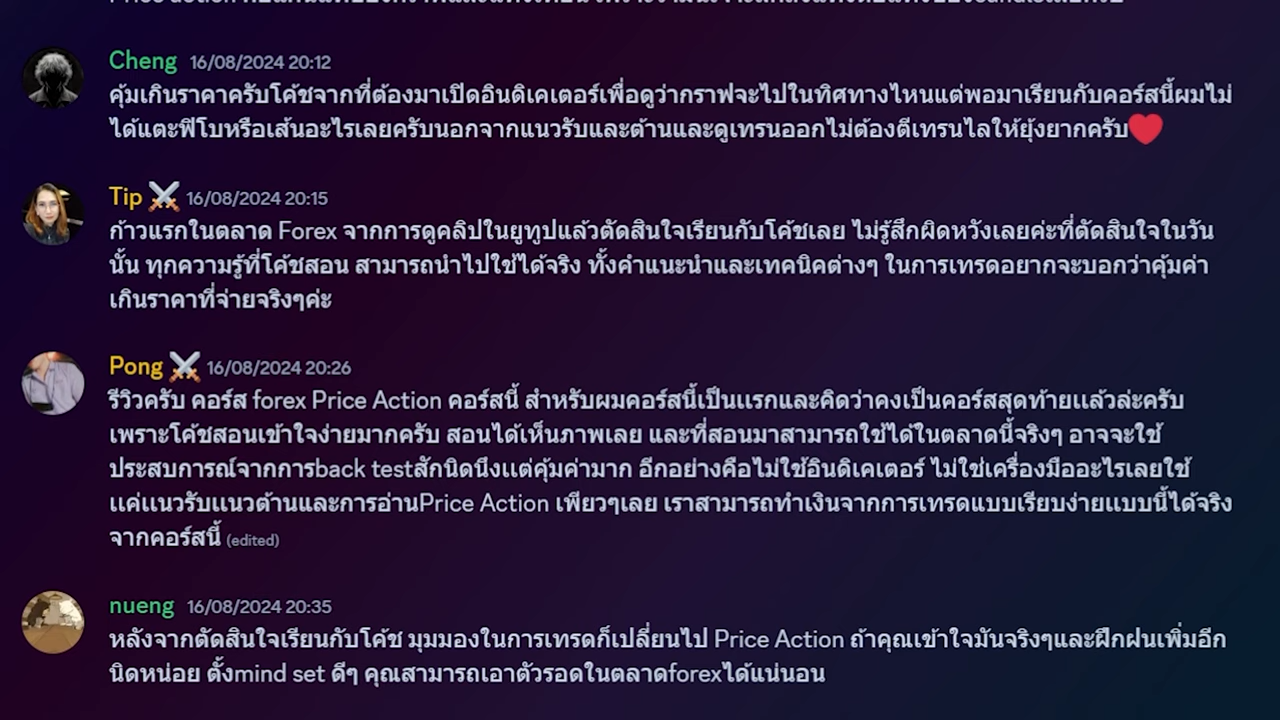 Cheng 16/08/2024 20:12
คุ้มเกินราคาครับโค้ชจากที่ต้องมาเปิดอินดิเคเตอร์เพื่อดูว่ากราฟจะไปในทิศทางไหนแต่พอมาเรียนกับคอร์สนี้ผมไม่
ได้แตะฟิโบหรือเส้นอะไรเลยครับนอกจากแนวรับและต้านและดูเทรนออกไม่ต้องตีเทรนไลให้ยุ้งยากครับ❤️
Tip ⚔️ 16/08/2024 20:15
ก้าวแรกในตลาด Forex จากการดูคลิปในยูทูปแล้วตัดสินใจเรียนกับโค้ชเลย ไม่รู้สึกผิดหวังเลยค่ะที่ตัดสินใจในวัน
นั้น ทุกความรู้ที่โค้ชสอน สามารถนำไปใช้ได้จริง ทั้งคำแนะนำและเทคนิคต่างๆ ในการเทรดอยากจะบอกว่าคุ้มค่า
เกินราคาที่จ่ายจริงๆค่ะ
Pong ⚔️ 16/08/2024 20:26
รีวิวครับ คอร์ส forex Price Action คอร์สนี้ สำหรับผมคอร์สนี้เป็นเเรกและคิดว่าคงเป็นคอร์สสุดท้ายเเล้วล่ะครับ
เพราะโค้ชสอนเข้าใจง่ายมากครับ สอนได้เห็นภาพเลย และที่สอนมาสามารถใช้ได้ในตลาดนี้จริงๆ อาจจะใช้
ประสบการณ์จากการback testสักนิดนึงเเต่คุ้มค่ามาก อีกอย่างคือไม่ใช้อินดิเคเตอร์ ไม่ใช่เครื่องมืออะไรเลยใช้
เเค่เเนวรับเเนวต้านและการอ่านPrice Action เพียวๆเลย เราสามารถทำเงินจากการเทรดแบบเรียบง่ายเเบบนี้ได้จริง
จากคอร์สนี้ (edited)
nueng 16/08/2024 20:35
หลังจากตัดสินใจเรียนกับโค้ช มุมมองในการเทรดก็เปลี่ยนไป Price Action ถ้าคุณเข้าใจมันจริงๆและฝึกฝนเพิ่มอีก
นิดหน่อย ตั้งmind set ดีๆ คุณสามารถเอาตัวรอดในตลาดforexได้แน่นอน